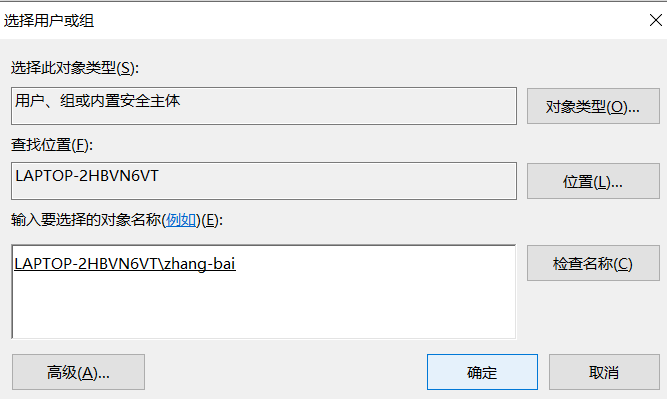 选择用户或组
选择此对象类型(S):
用户、组或内置安全主体
对象类型(O)...
查找位置(F):
LAPTOP-2HBVN6VT
位置(L)...
输入要选择的对象名称(例如)(E):
LAPTOP-2HBVN6VT\zhang-bai
检查名称(C)
高级(A)...
确定
取消